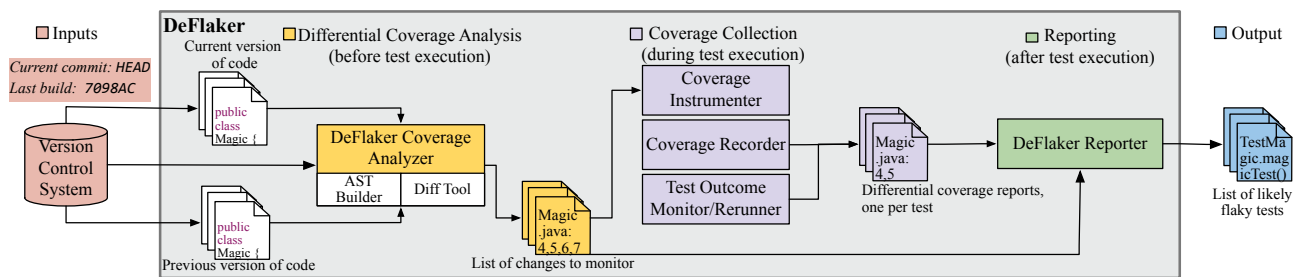 DeFlaker
Inputs
Differential Coverage Analysis
(before test execution)
Coverage Collection
(during test execution)
Reporting
(after test execution)
Output
Current commit: HEAD
Last build: 7098AC
Version
Control
System
Current version
of code
public
class
Magic {
public
class
Magic {
Previous version of code
DeFlaker Coverage
Analyzer
AST
Builder
Diff Tool
Magic
.java:
4,5,6,7
List of changes to monitor
Coverage
Instrumenter
Coverage Recorder
Test Outcome
Monitor/Rerunner
Magic
.java:
4,5
Differential coverage reports,
one per test
DeFlaker Reporter
TestMa
gic.mag
icTest()
List of likely
flaky tests